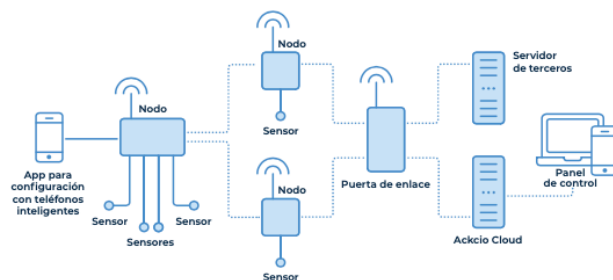 Nodo
Servidor
de terceros
Nodo
Sensor
App para
configuración
con teléfonos
inteligentes
Sensor
Sensor
Sensores
Nodo
Puerta de enlace
Panel
de control
Ackcio Cloud
Sensor